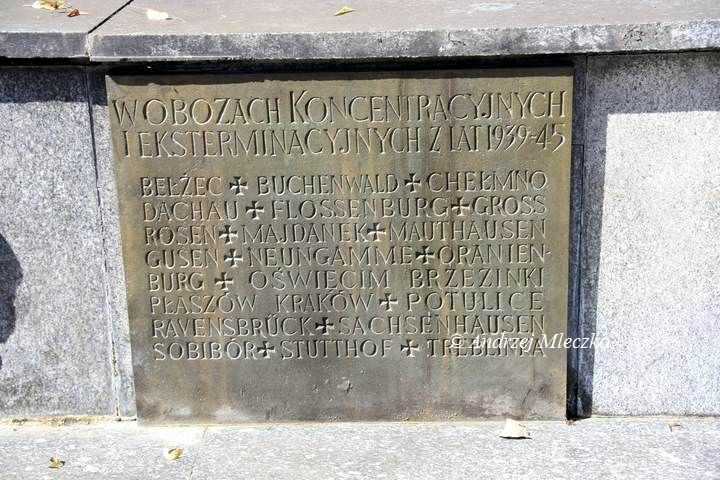 W OBOZACH KONCENTRACYJNYCH
I EKSTERMINACYJNYCH Z LAT 1939-45
BEŁŻEC ✠ BUCHENWALD ✠ CHEŁMNO
DACHAU ✠ FLOSSENBURG ✠ GROSS
ROSEN ✠ MAJDANEK ✠ MAUTHAUSEN
GUSEN ✠ NEUNGAMME ✠ ORANIEN-
BURG ✠ OŚWIĘCIM BRZEZINKI
PŁASZÓW KRAKÓW ✠ POTULICE
RAVENSBRÜCK ✠ SACHSENHAUSEN
SOBIBÓR ✠ STUTTHOF ✠ TREBLINKA
© Andrzej Mleczko